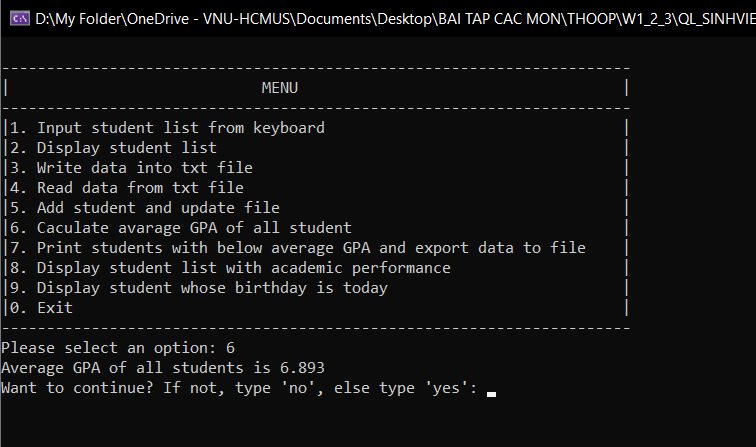 D:\My Folder\OneDrive - VNU-HCMUS\Documents\Desktop\BAI TAP CAC MON\THOOP\W1_2_3\QL_SINHVIE
MENU
1. Input student list from keyboard
2. Display student list
3. Write data into txt file
4. Read data from txt file
5. Add student and update file
6. Caculate avarage GPA of all student
7. Print students with below average GPA and export data to file
8. Display student list with academic performance
9. Display student whose birthday is today
0. Exit
Please select an option: 6
Average GPA of all students is 6.893
Want to continue? If not, type 'no', else type 'yes':